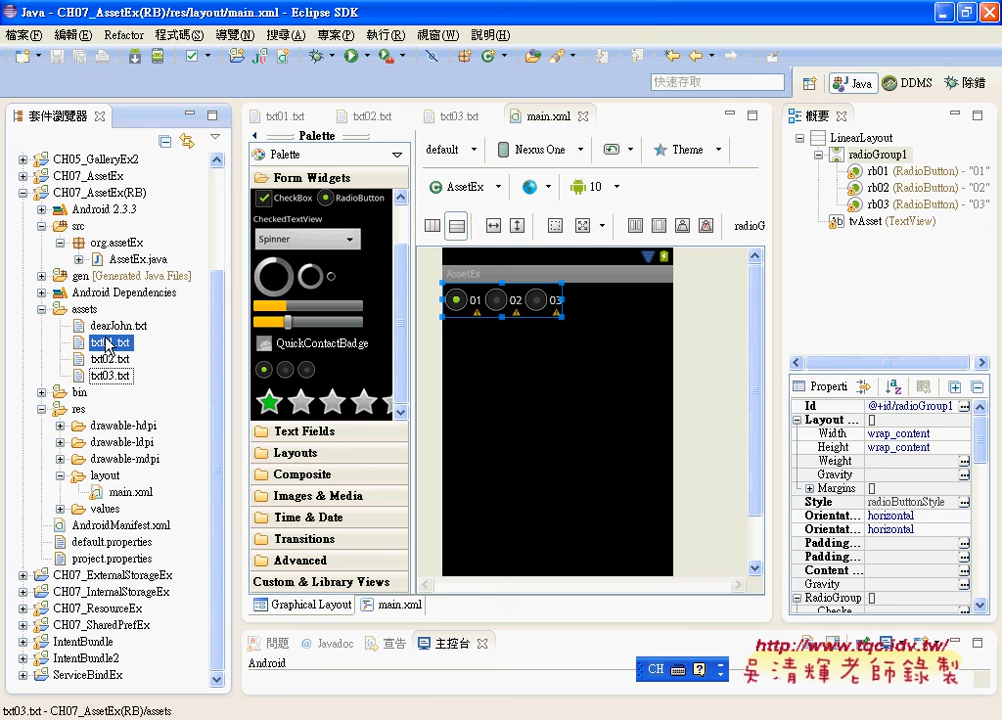 Java - CH07_AssetEx(RB)/res/layout/main.xml - Eclipse SDK
檔案(F) 編輯(E) Refactor 程式碼(S) 導覽(N) 搜尋(A) 專案(P) 執行(R) 視窗(W) 說明(H)
快速存取
Java DDMS 除錯
套件瀏覽器
CH05_GalleryEx2
CH07_AssetEx
CH07_AssetEx(RB)
Android 2.3.3
src
org.assetEx
AssetEx.java
gen [Generated Java Files]
Android Dependencies
assets
dearJohn.txt
txt01.txt
txt02.txt
txt03.txt
bin
res
drawable-hdpi
drawable-ldpi
drawable-mdpi
layout
main.xml
values
AndroidManifest.xml
default.properties
project.properties
CH07_ExternalStorageEx
CH07_InternalStorageEx
CH07_ResourceEx
CH07_SharedPrefEx
IntentBundle
IntentBundle2
ServiceBindEx
txt01.txt txt02.txt txt03.txt main.xml
Palette
Palette
Form Widgets
CheckBox RadioButton
CheckedTextView
Spinner
QuickContactBadge
Text Fields
Layouts
Composite
Images & Media
Time & Date
Transitions
Advanced
Custom & Library Views
Graphical Layout main.xml
default Nexus One Theme
AssetEx 10
radioG
AssetEx
01 02 03
概要
LinearLayout
radioGroup1
rb01 (RadioButton) - "01"
rb02 (RadioButton) - "02"
rb03 (RadioButton) - "03"
tvAsset (TextView)
Properti
Id @+id/radioGroup1
Layout ... []
Width wrap_content
Height wrap_content
Weight
Gravity
Margins []
Style radioButtonStyle
Orientat... horizontal
Orientat... horizontal
Padding...
Padding...
Content ...
Gravity
RadioGroup []
Checke
問題 @ Javadoc 宣告 主控台
Android
CH
http://www.tqc.idv.tw/
吳清輝老師錄製
txt03.txt - CH07_AssetEx(RB)/assets